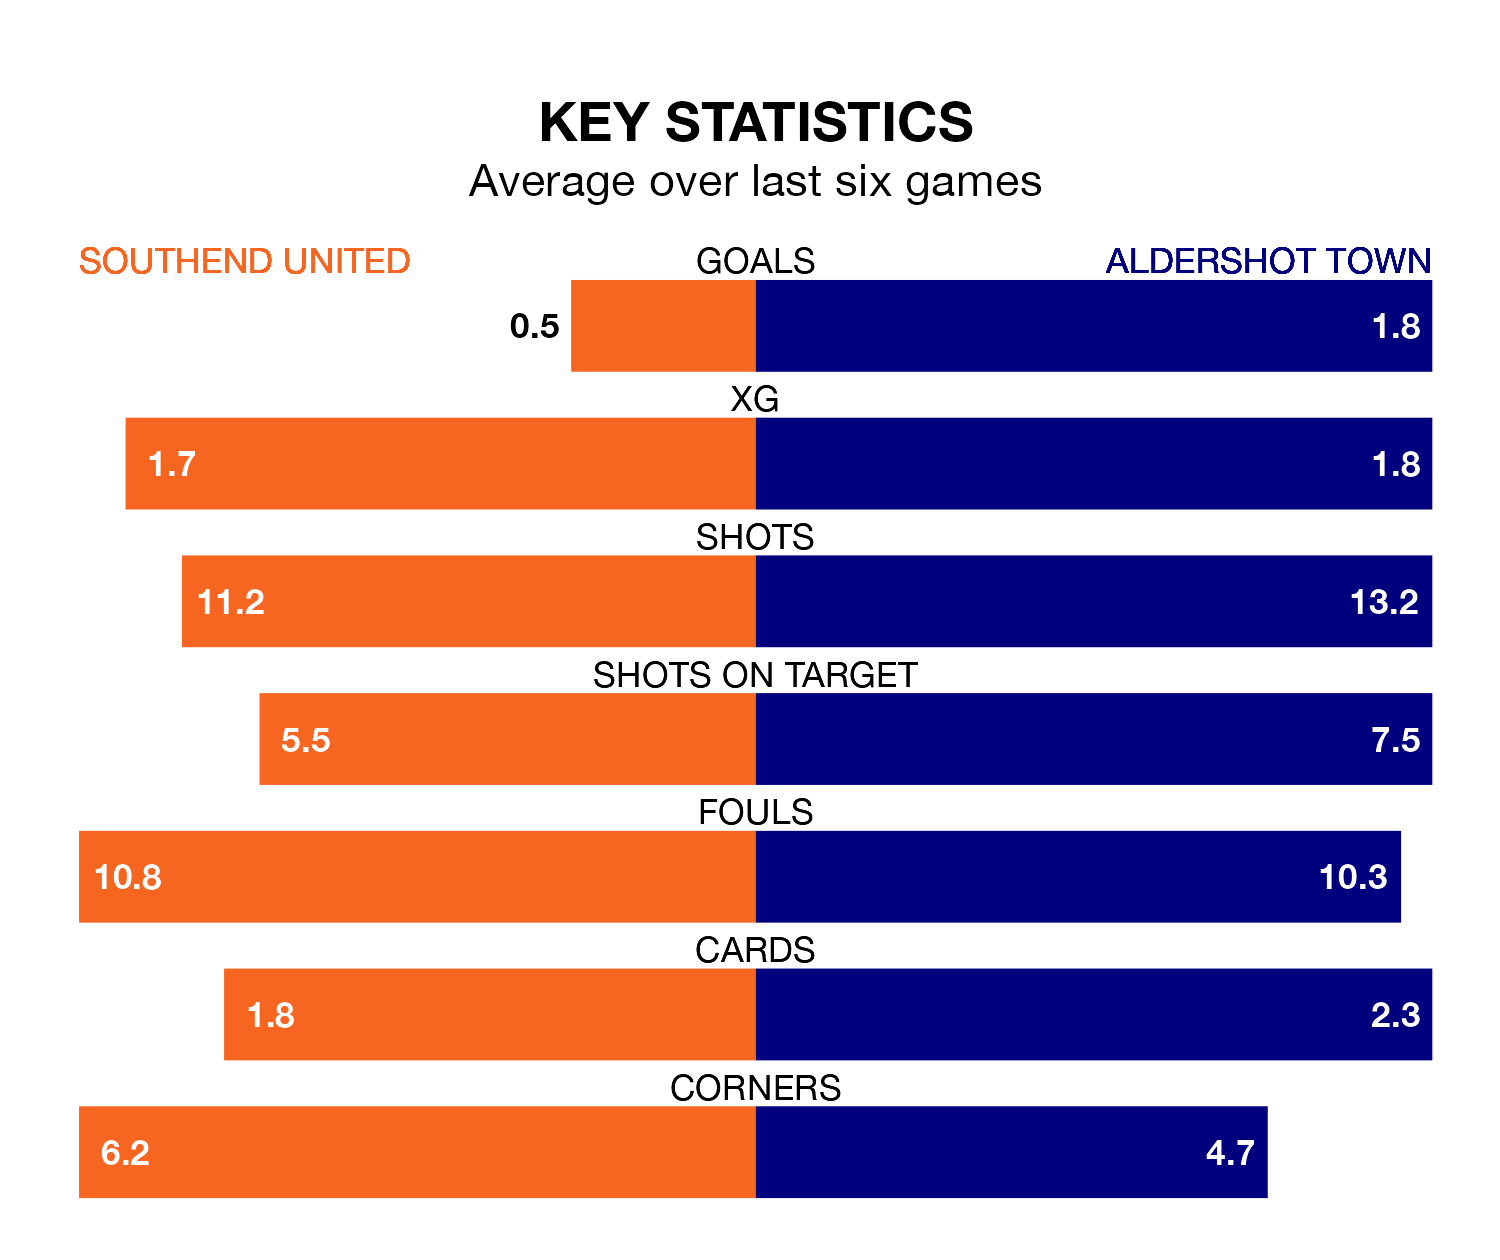 KEY STATISTICS
Average over last six games
SOUTHEND UNITED GOALS ALDERSHOT TOWN
0.5 1.8
XG
1.7 1.8
SHOTS
11.2 13.2
SHOTS ON TARGET
5.5 7.5
FOULS
10.8 10.3
CARDS
1.8 2.3
CORNERS
6.2 4.7